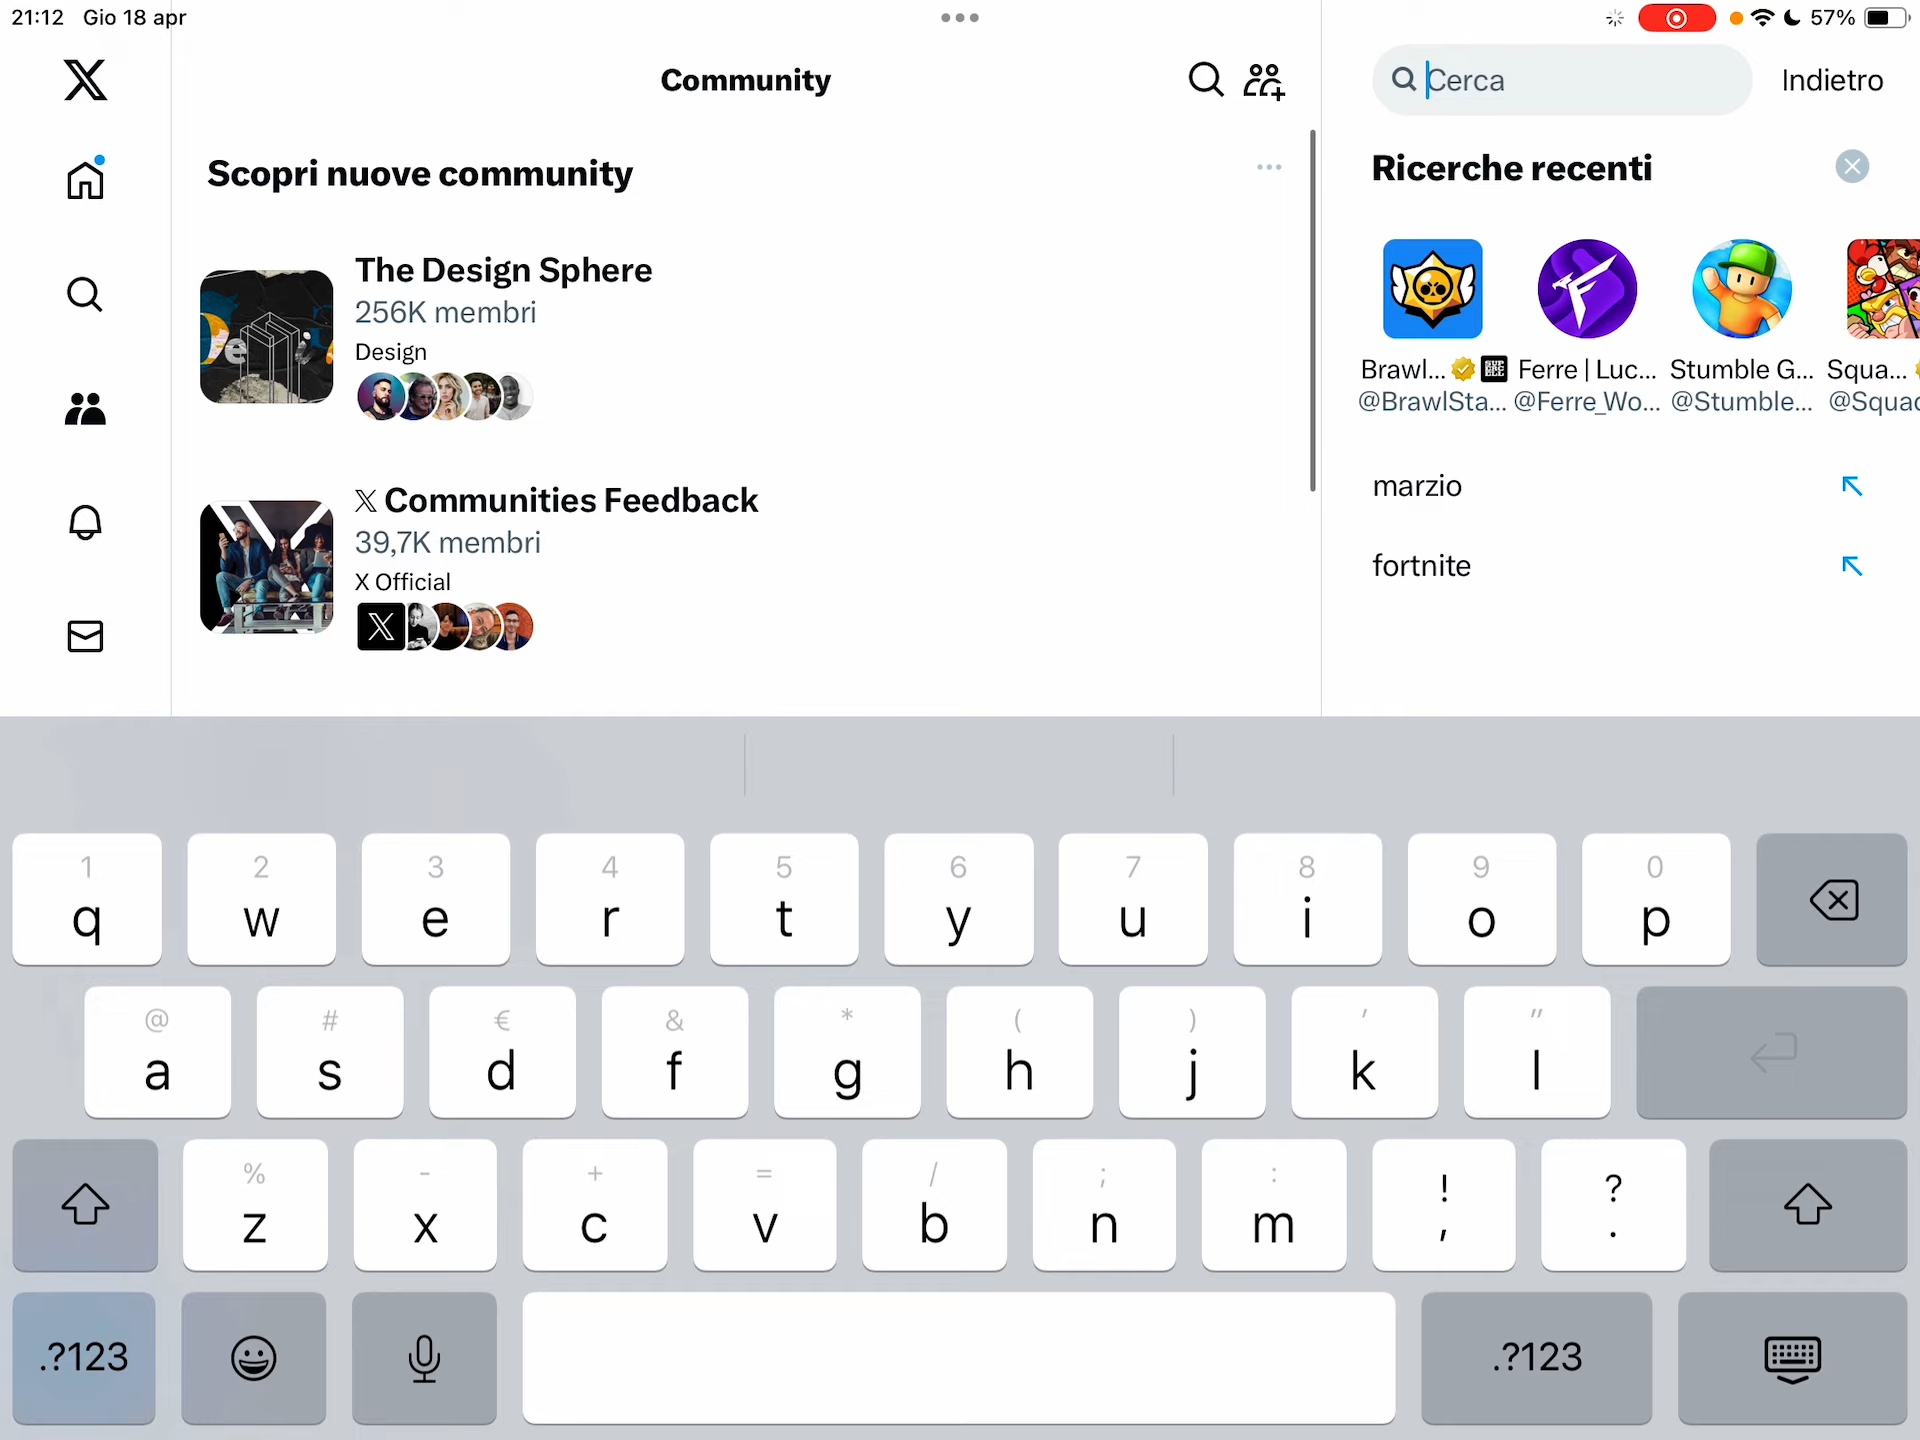 21:12 Gio 18 apr
57%
Community
Scopri nuove community
The Design Sphere
256K membri
Design
𝕏 Communities Feedback
39,7K membri
X Official
Cerca
Indietro
Ricerche recenti
Brawl...
@BrawlSta...
Ferre | Luc...
@Ferre_Wo...
Stumble G...
@Stumble...
Squa...
@Squad
marzio
fortnite
1 2 3 4 5 6 7 8 9 0
q w e r t y u i o p
@ # € & * ( ) ' "
a s d f g h j k l
% - + = / ; : ! ?
z x c v b n m , .
.?123 .?123